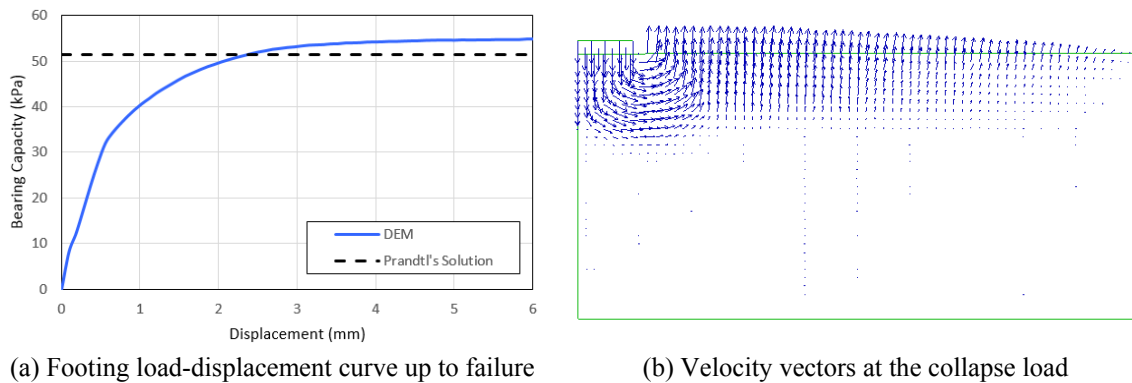 60
50
40
30
20
10
0
Bearing Capacity (kPa)
DEM
Prandtl's Solution
0 1 2 3 4 5 6
Displacement (mm)
(a) Footing load-displacement curve up to failure
(b) Velocity vectors at the collapse load